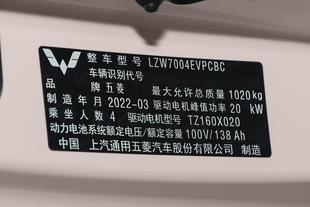 整车型号 LZW7004EVPCBC
车辆识别代号
品牌 五菱 最大允许总质量 1020kg
制造年月 2022-03 驱动电机峰值功率 20 kW
乘坐人数 4 驱动电机型号 TZ160X020
动力电池系统额定电压/额定容量 100V/138 Ah
中国 上汽通用五菱汽车股份有限公司 制造